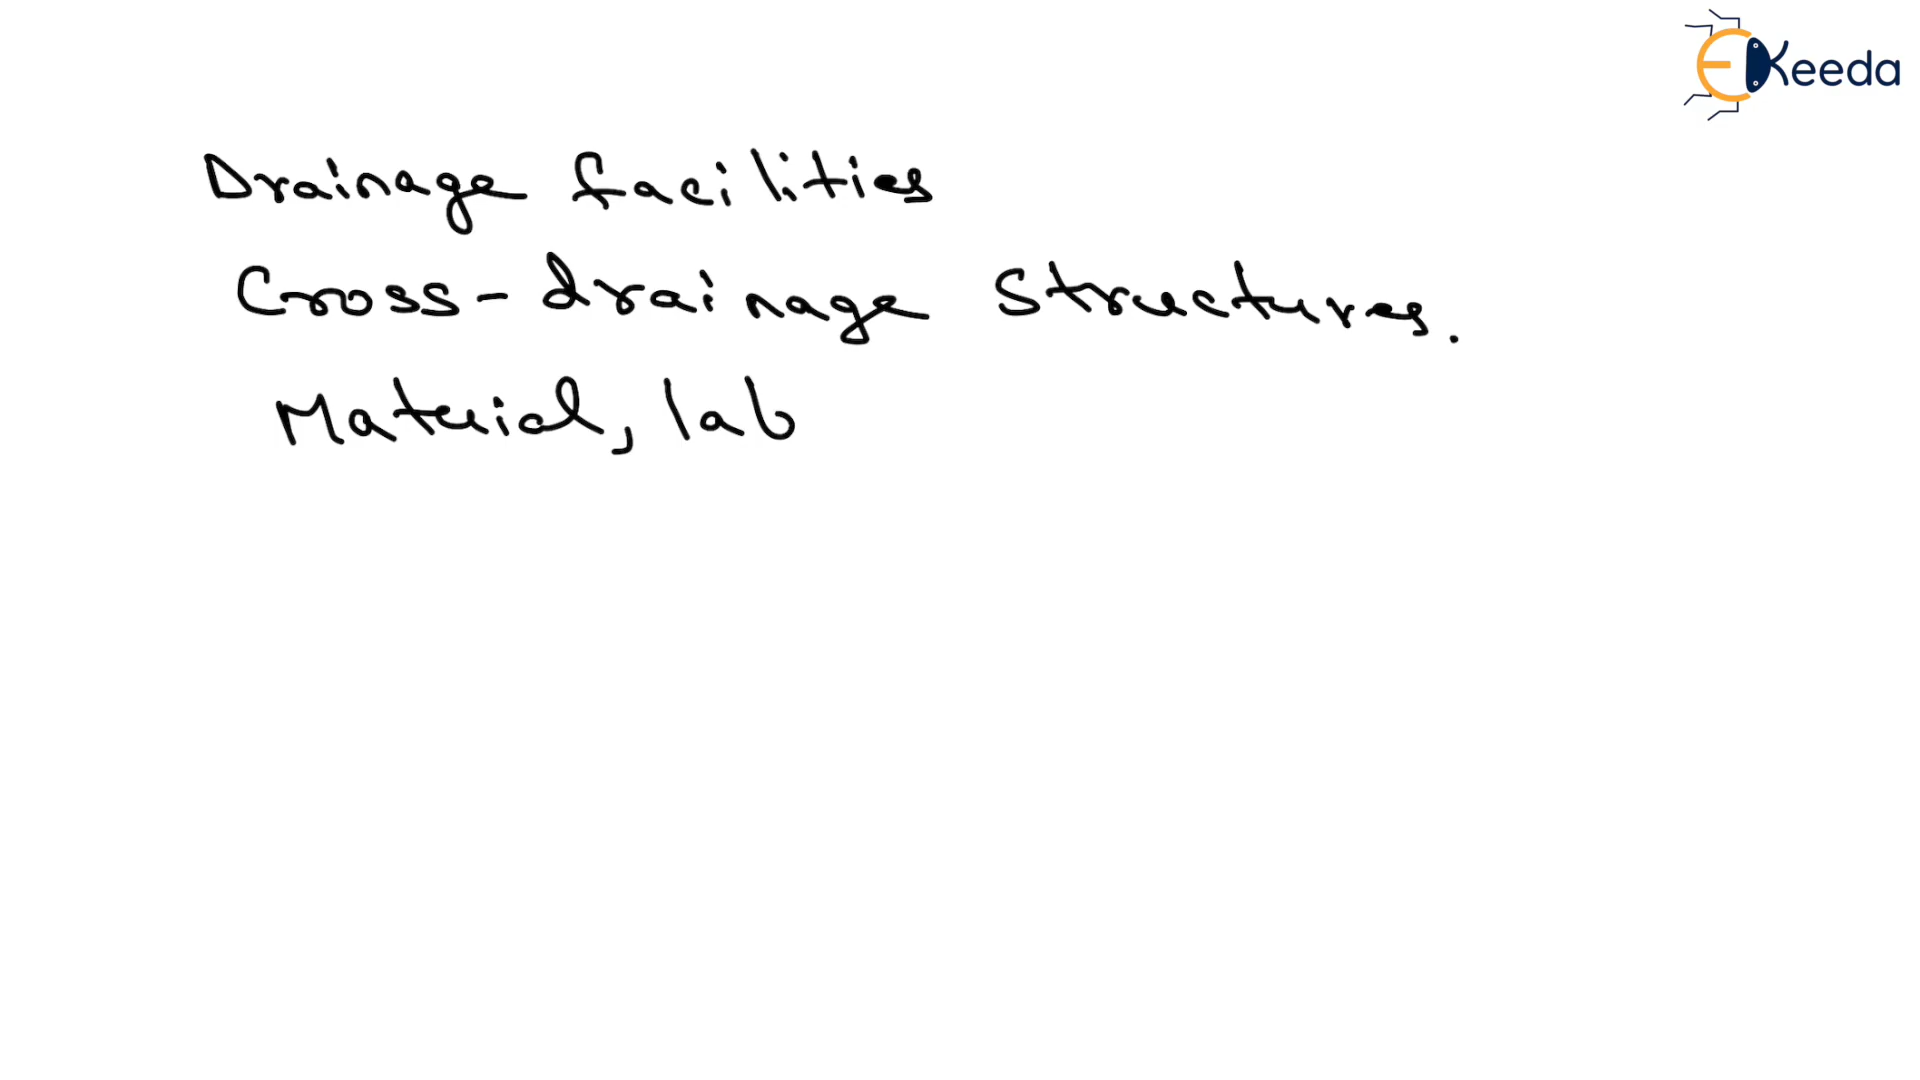 EKeeda
Drainage facilities
Cross-drainage Structures.
Material, lab